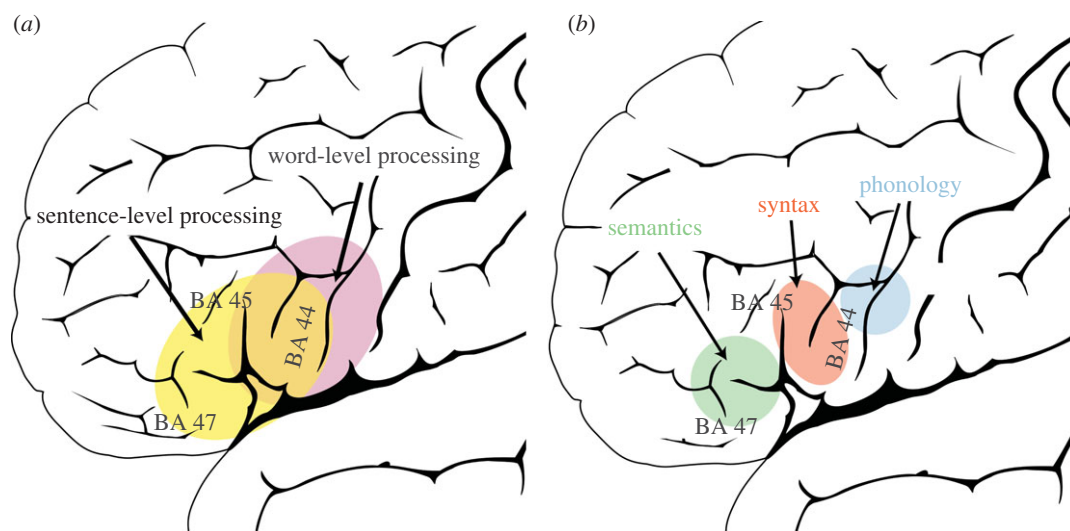 (a)
word-level processing
sentence-level processing
BA 45
BA 44
BA 47
(b)
phonology
syntax
semantics
BA 45
BA 44
BA 47